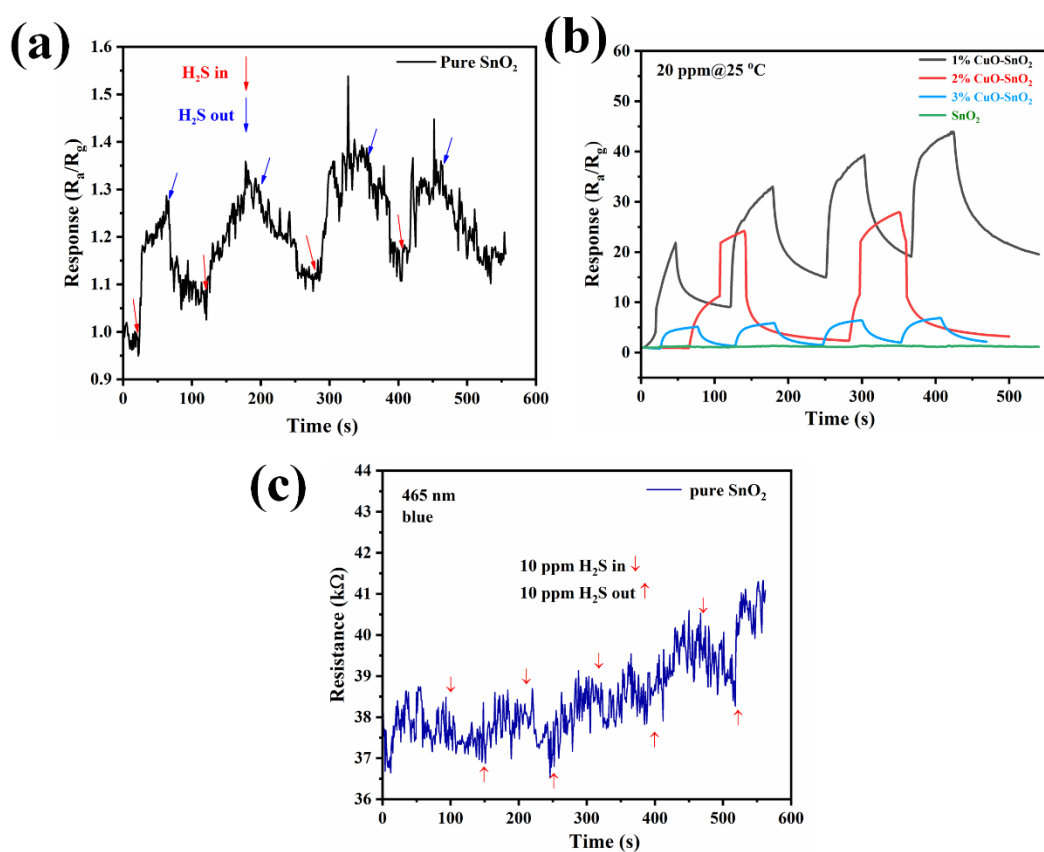 (a)
1.6
1.5
1.4
1.3
1.2
1.1
1.0
0.9
Response (Rₐ/R_g)
H₂S in
H₂S out
Pure SnO₂
0 100 200 300 400 500 600
Time (s)
(b)
60
50
40
30
20
10
0
-5
Response (Rₐ/R_g)
20 ppm@25 °C
1% CuO-SnO₂
2% CuO-SnO₂
3% CuO-SnO₂
SnO₂
0 100 200 300 400 500
Time (s)
(c)
44
43
42
41
40
39
38
37
36
Resistance (kΩ)
465 nm
blue
pure SnO₂
10 ppm H₂S in ↓
10 ppm H₂S out ↑
0 100 200 300 400 500 600
Time (s)